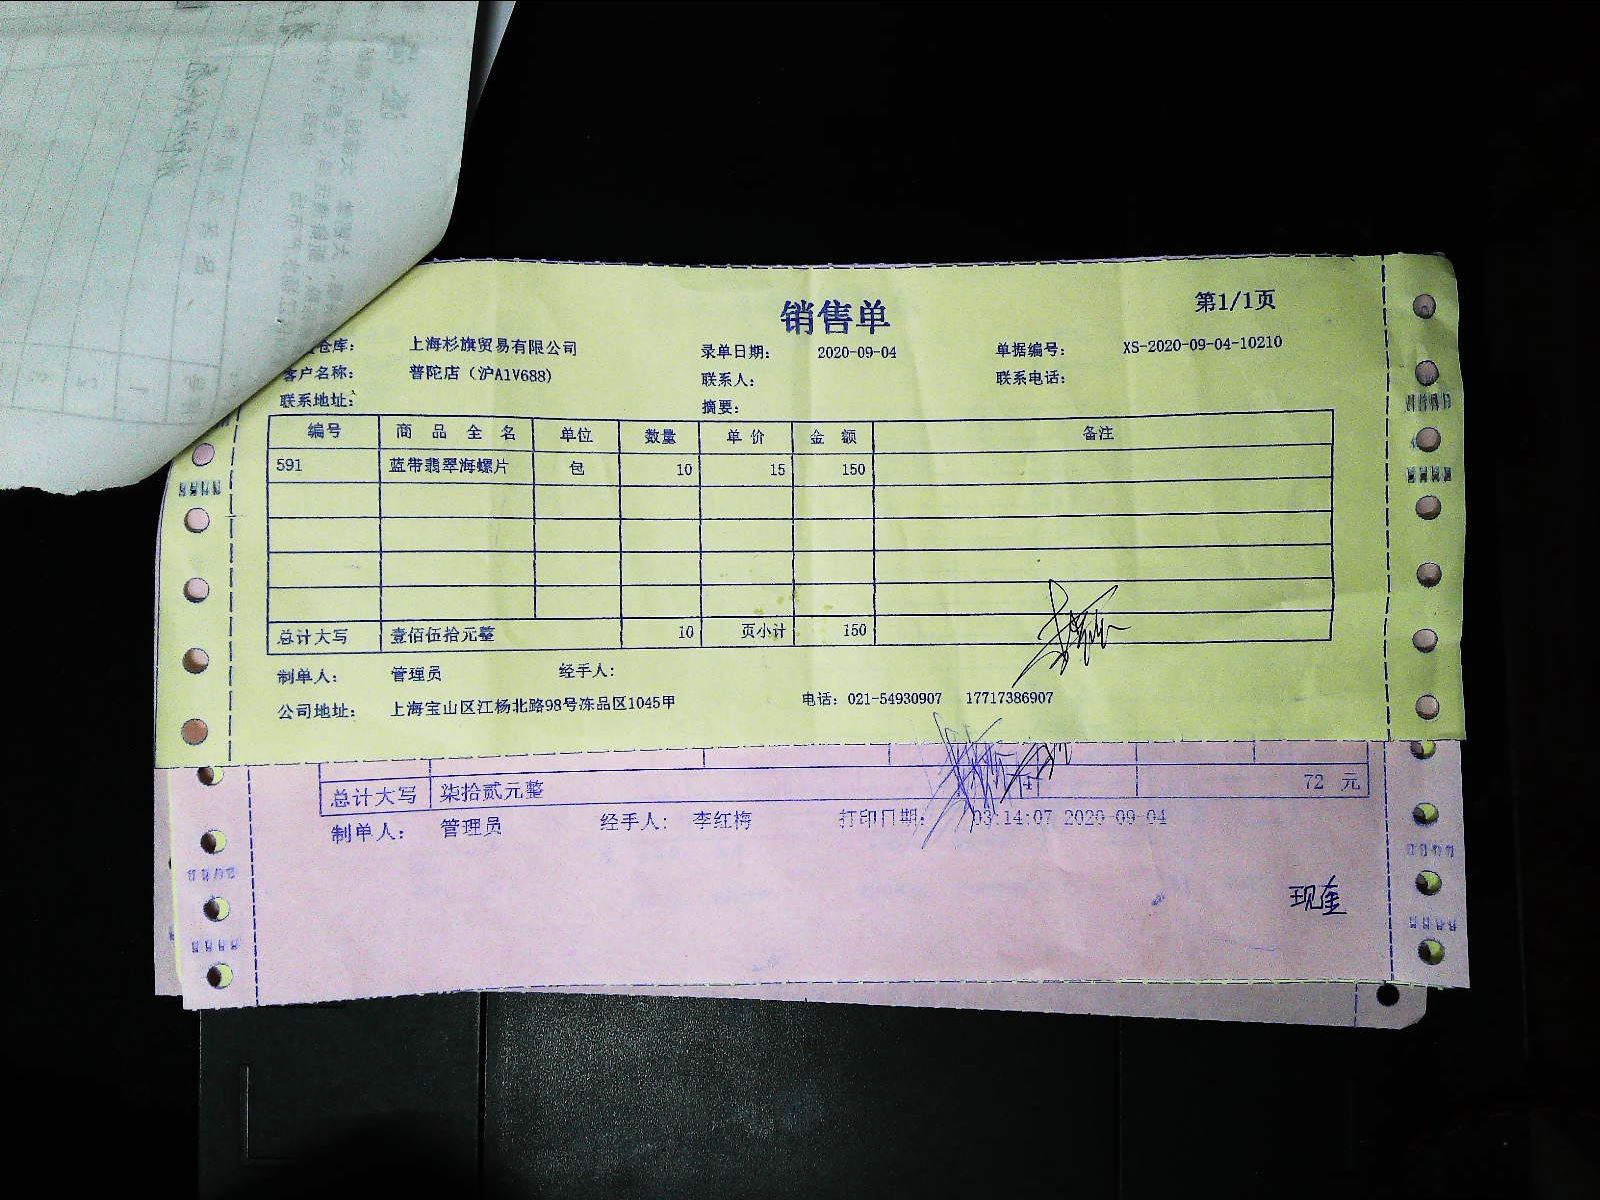 销售单
第1/1页
仓库： 上海杉旗贸易有限公司 录单日期： 2020-09-04 单据编号： XS-2020-09-04-10210
客户名称： 普陀店（沪A1V688） 联系人： 联系电话：
联系地址： 摘要：
编号 商品全名 单位 数量 单价 金额 备注
591 蓝带翡翠海螺片 包 10 15 150
总计大写 壹佰伍拾元整 10 页小计 150
制单人： 管理员 经手人：
公司地址： 上海宝山区江杨北路98号冻品区1045甲 电话：021-54930907 17717386907
总计大写 柒拾贰元整 4 72 元
制单人： 管理员 经手人： 李红梅 打印日期： 03:14:07 2020-09-04